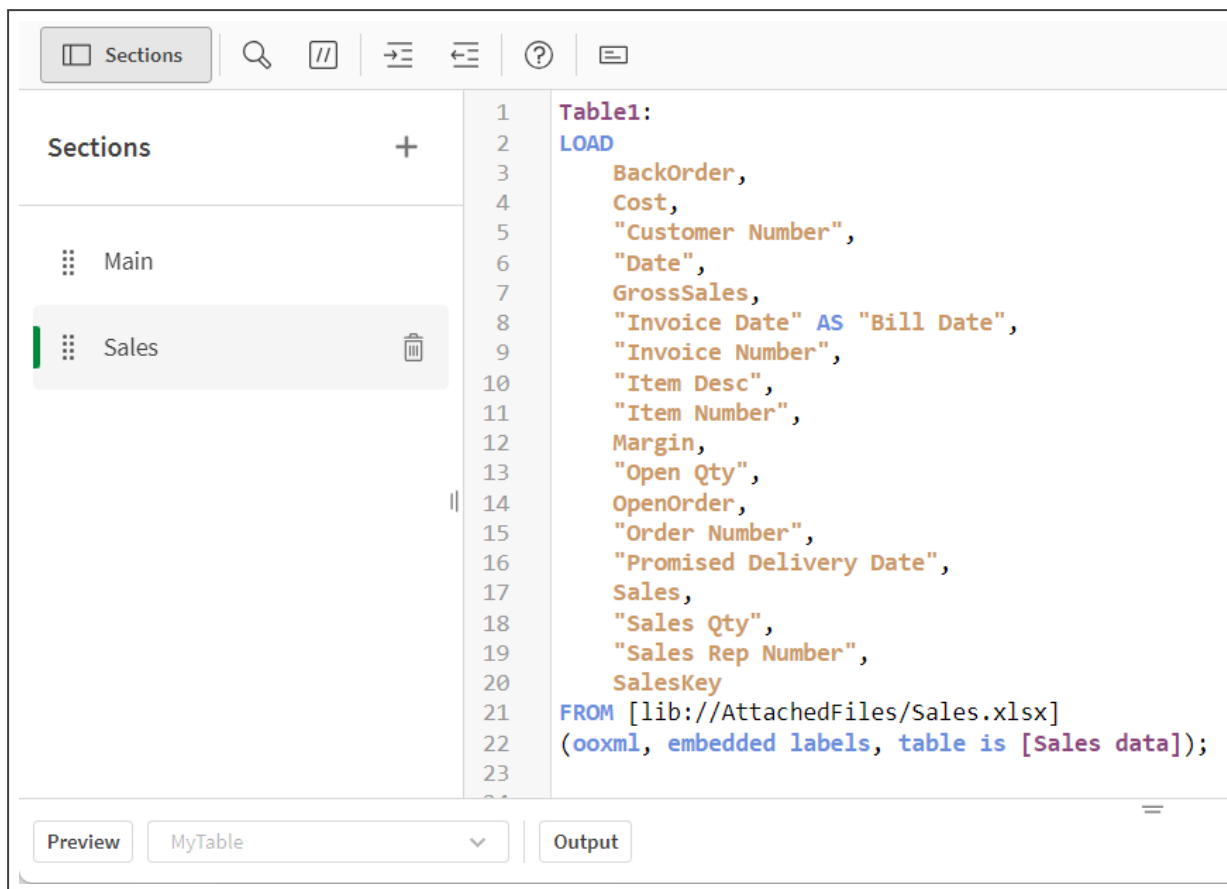 Sections
//
?
Sections
+
Main
Sales
1 Table1:
2 LOAD
3 BackOrder,
4 Cost,
5 "Customer Number",
6 "Date",
7 GrossSales,
8 "Invoice Date" AS "Bill Date",
9 "Invoice Number",
10 "Item Desc",
11 "Item Number",
12 Margin,
13 "Open Qty",
14 OpenOrder,
15 "Order Number",
16 "Promised Delivery Date",
17 Sales,
18 "Sales Qty",
19 "Sales Rep Number",
20 SalesKey
21 FROM [lib://AttachedFiles/Sales.xlsx]
22 (ooxml, embedded labels, table is [Sales data]);
23
Preview
MyTable
Output